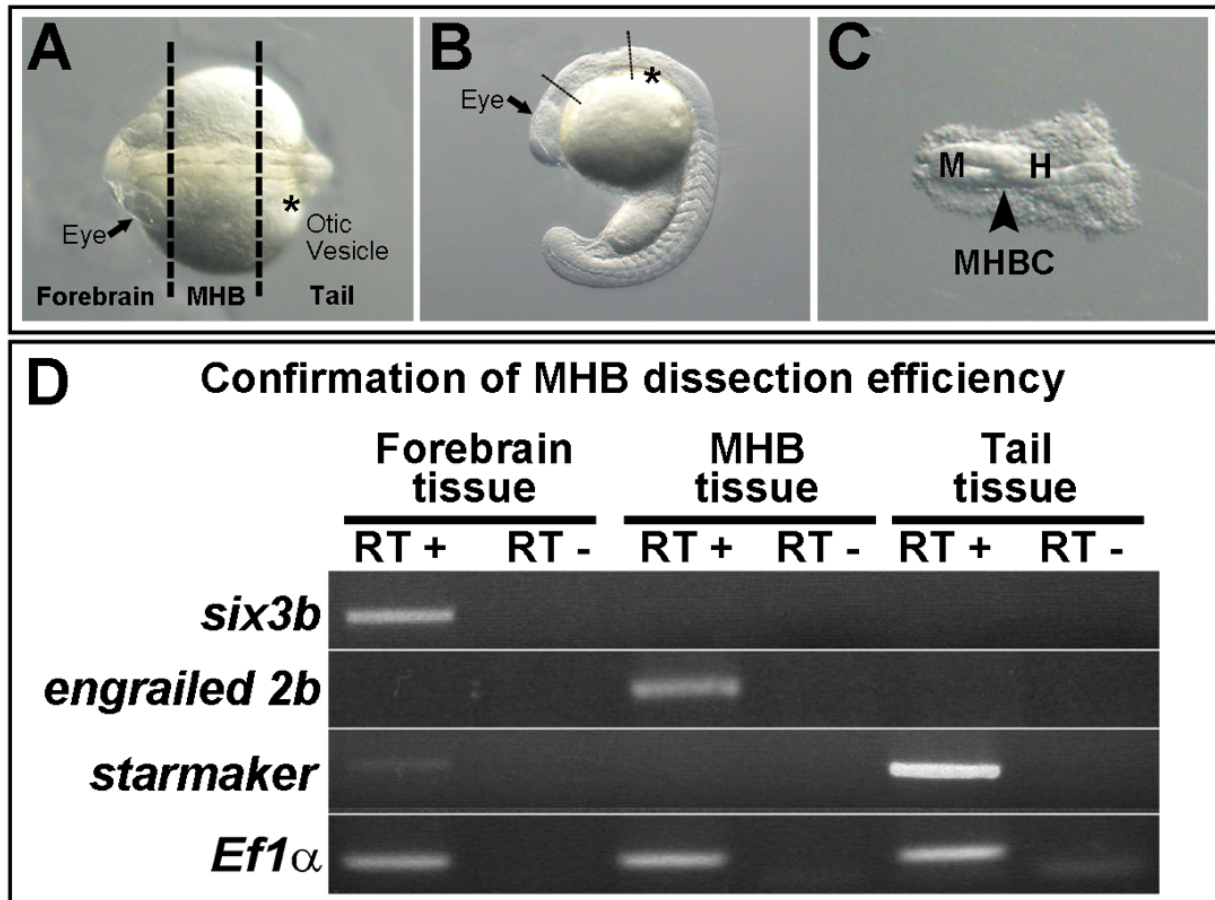 A
Eye
*
Otic
Vesicle
Forebrain
MHB
Tail
B
Eye
*
C
M
H
MHBC
D
Confirmation of MHB dissection efficiency
Forebrain
tissue
MHB
tissue
Tail
tissue
RT + RT - RT + RT - RT + RT -
six3b
engrailed 2b
starmaker
Ef1α